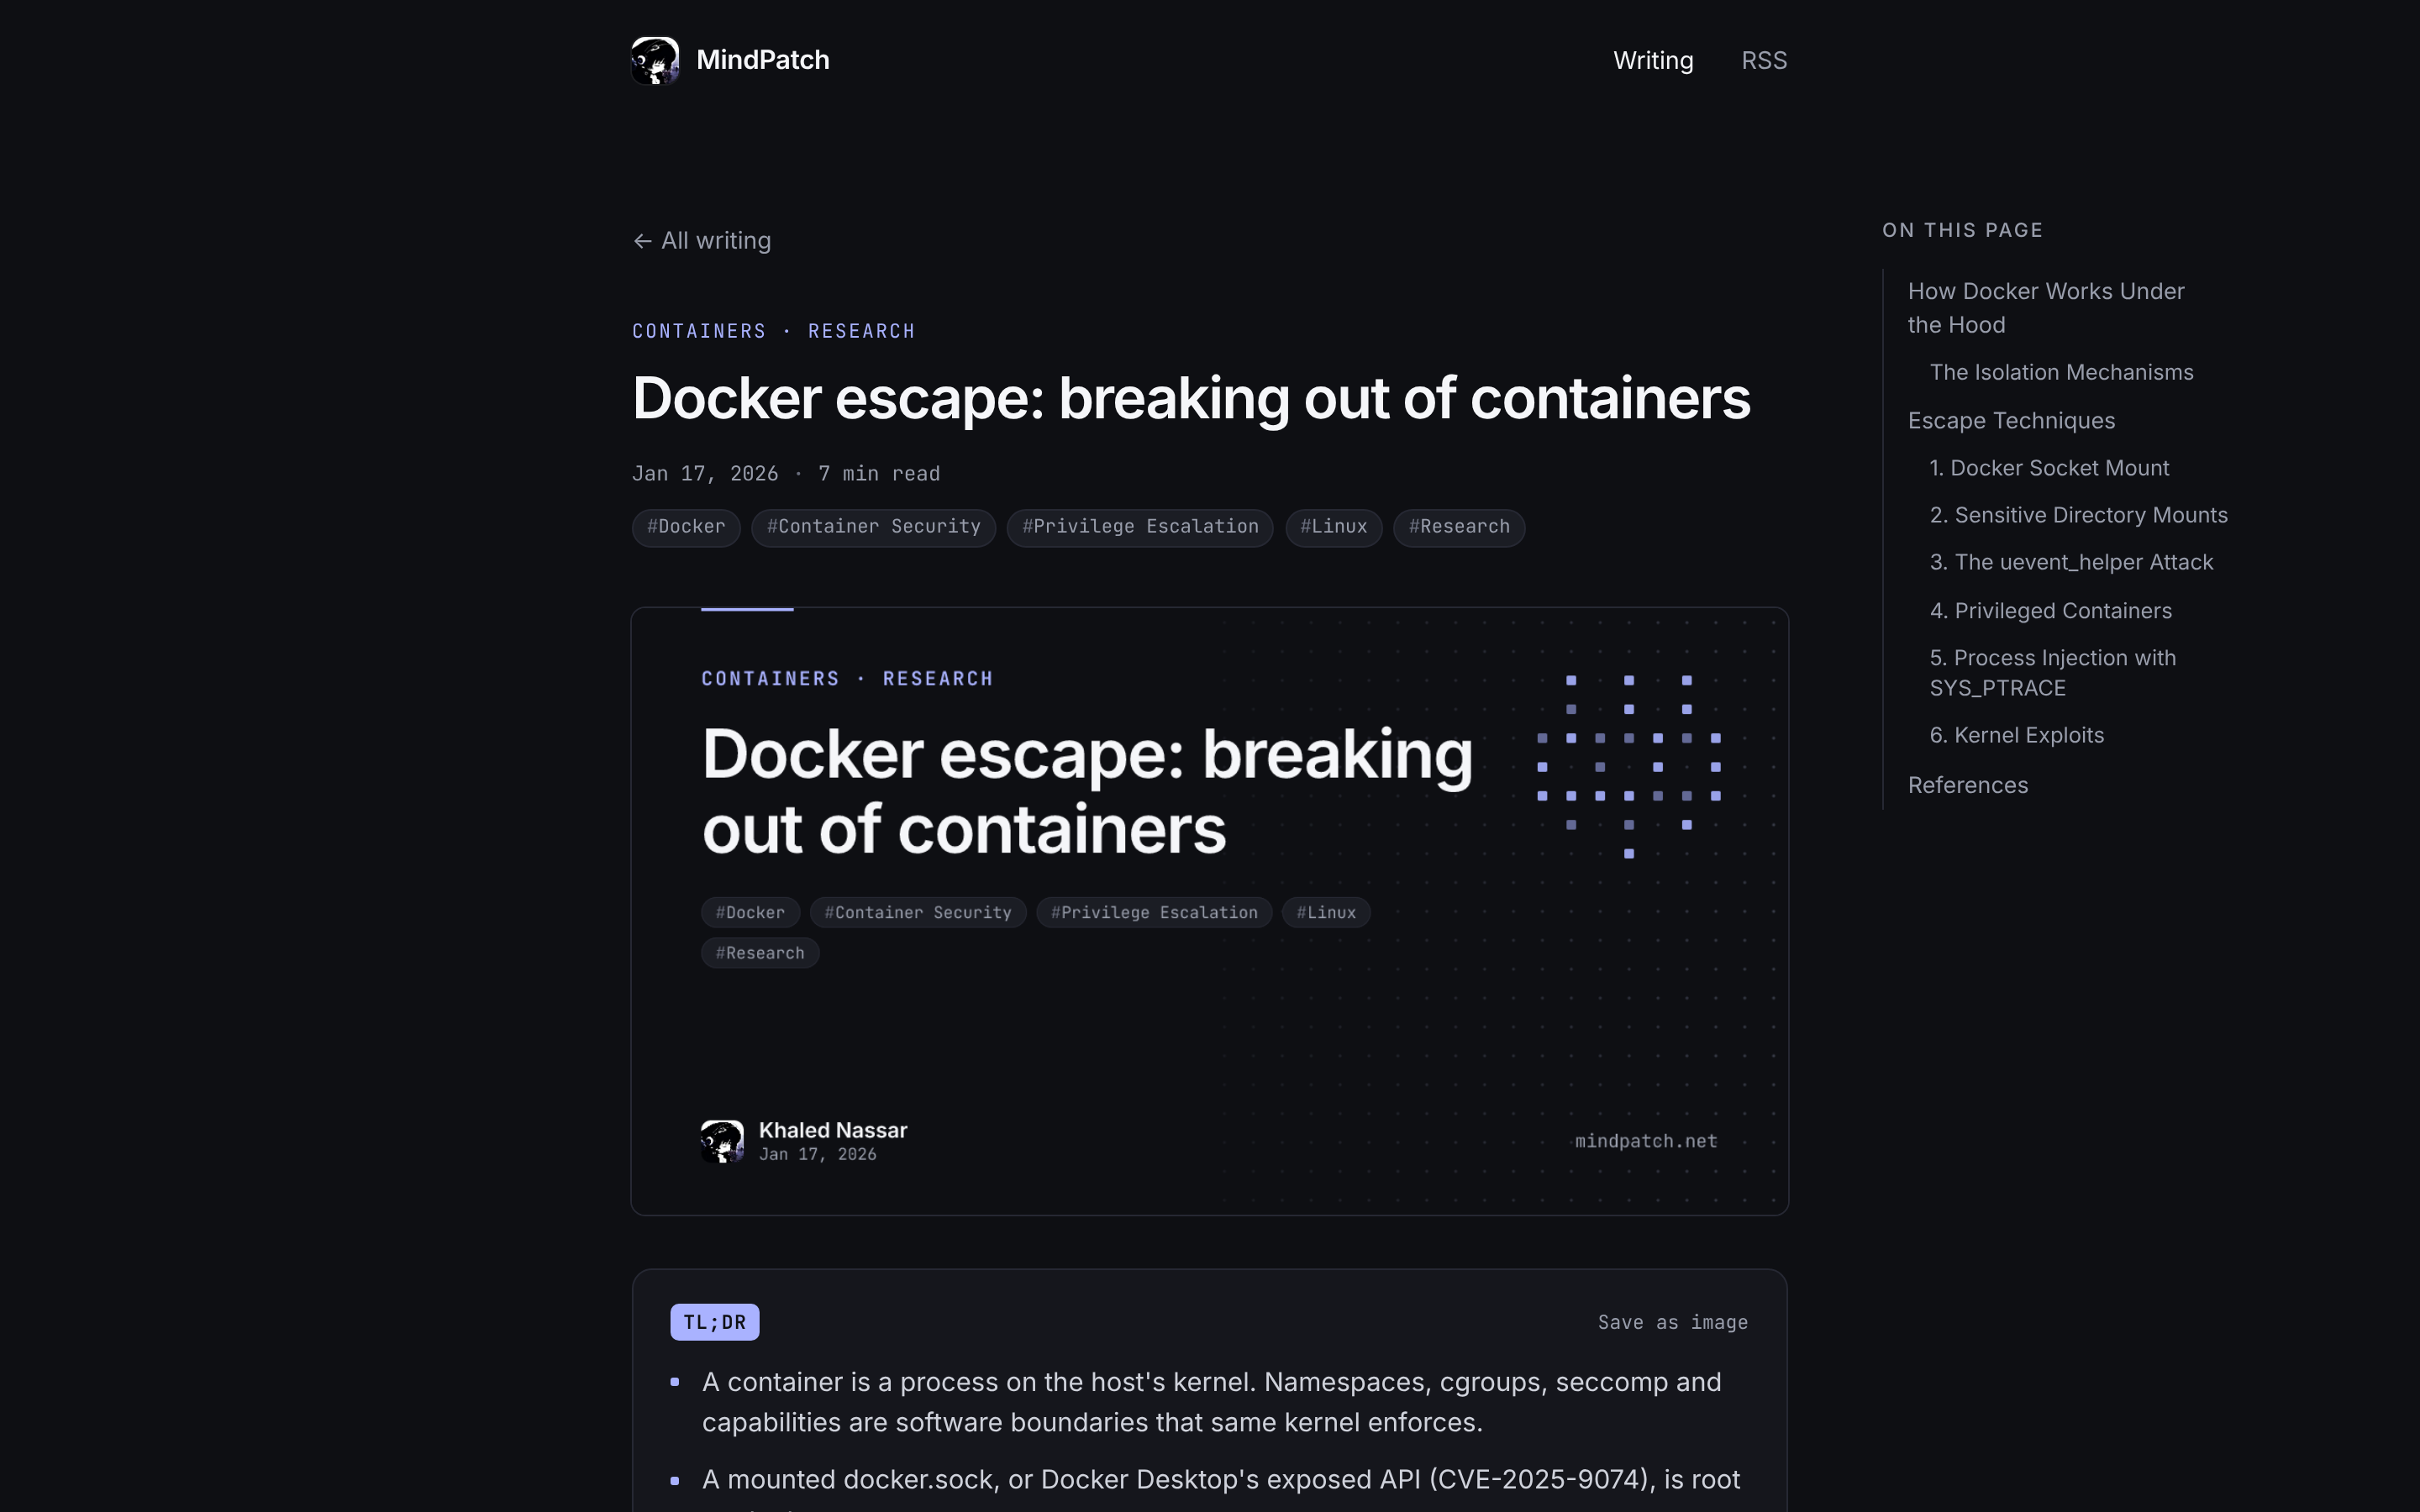 MindPatch
Writing
RSS
← All writing
CONTAINERS · RESEARCH
Docker escape: breaking out of containers
Jan 17, 2026 · 7 min read
#Docker
#Container Security
#Privilege Escalation
#Linux
#Research
CONTAINERS · RESEARCH
Docker escape: breaking
out of containers
#Docker
#Container Security
#Privilege Escalation
#Linux
#Research
Khaled Nassar
Jan 17, 2026
mindpatch.net
TL;DR
Save as image
A container is a process on the host's kernel. Namespaces, cgroups, seccomp and
capabilities are software boundaries that same kernel enforces.
A mounted docker.sock, or Docker Desktop's exposed API (CVE-2025-9074), is root
ON THIS PAGE
How Docker Works Under
the Hood
The Isolation Mechanisms
Escape Techniques
1. Docker Socket Mount
2. Sensitive Directory Mounts
3. The uevent_helper Attack
4. Privileged Containers
5. Process Injection with
SYS_PTRACE
6. Kernel Exploits
References